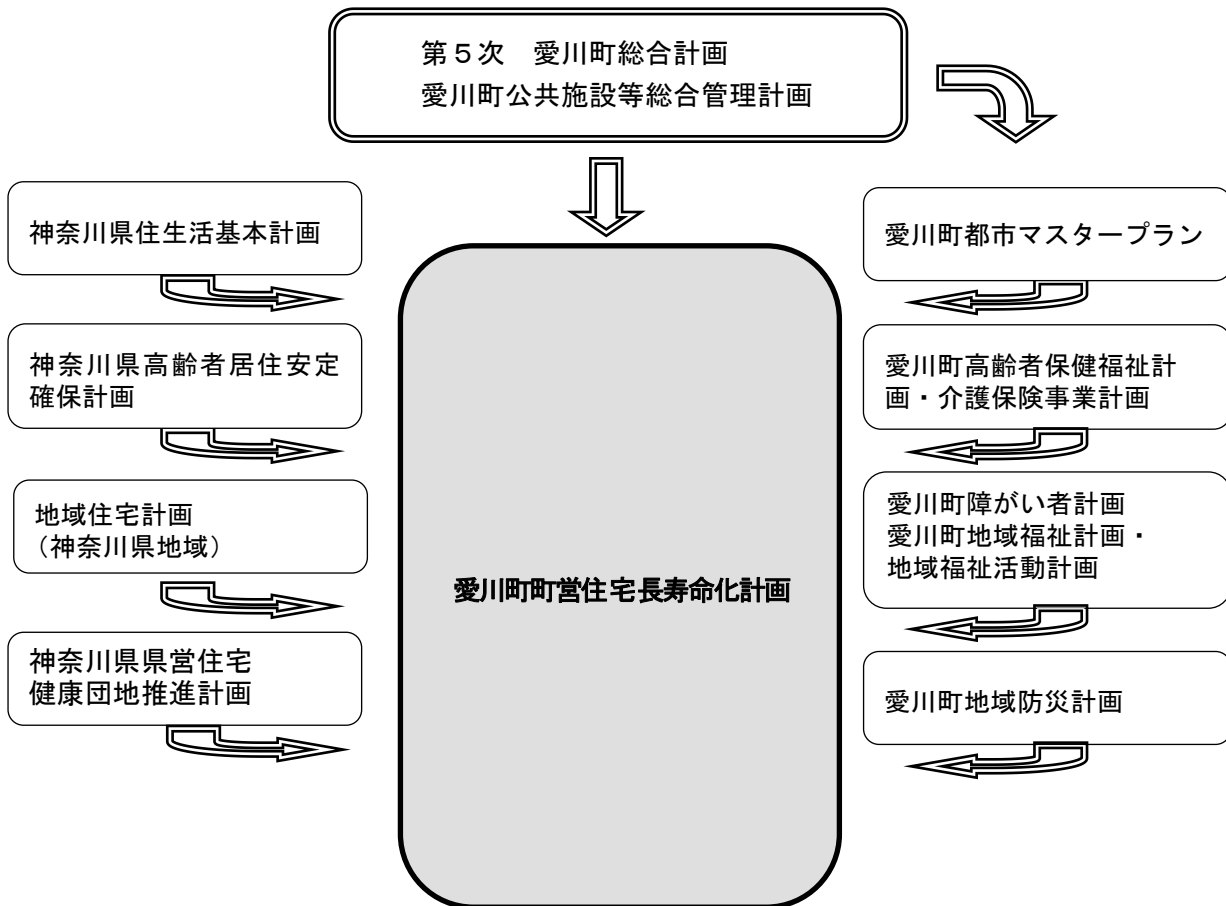 第５次　愛川町総合計画
愛川町公共施設等総合管理計画
神奈川県住生活基本計画
神奈川県高齢者居住安定
確保計画
地域住宅計画
（神奈川県地域）
神奈川県県営住宅
健康団地推進計画
愛川町町営住宅長寿命化計画
愛川町都市マスタープラン
愛川町高齢者保健福祉計
画・介護保険事業計画
愛川町障がい者計画
愛川町地域福祉計画・
地域福祉活動計画
愛川町地域防災計画